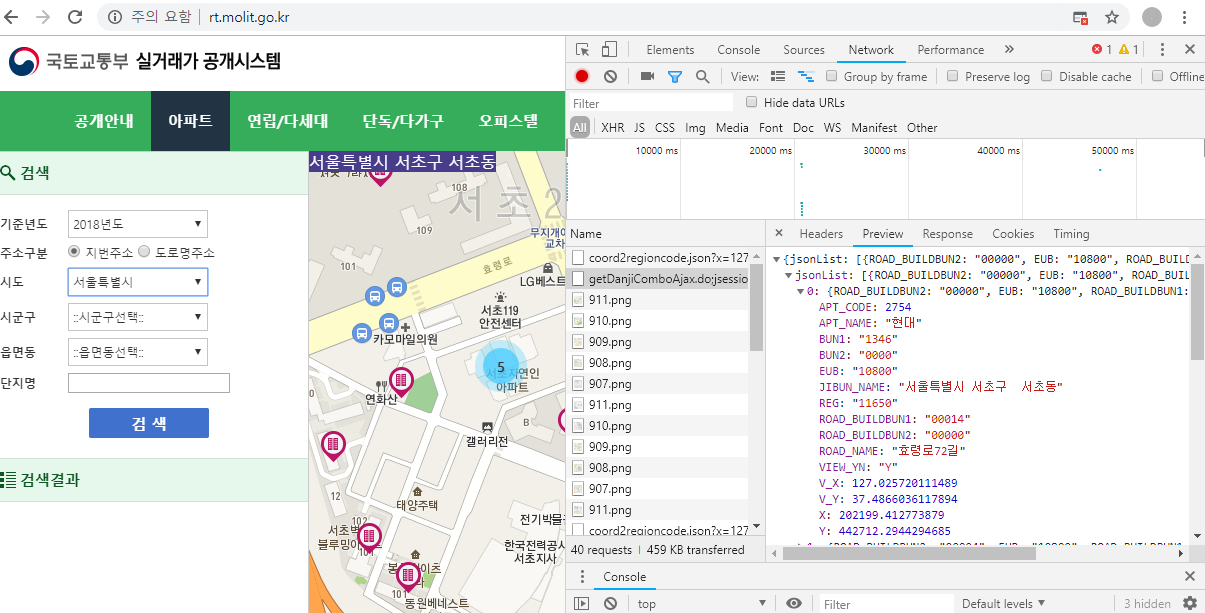 주의 요함 rt.molit.go.kr
국토교통부 실거래가 공개시스템
공개안내 아파트 연립/다세대 단독/다가구 오피스텔
검색
기준년도 2018년도
주소구분 지번주소 도로명주소
시도 서울특별시
시군구 ::시군구선택::
읍면동 ::읍면동선택::
단지명
검 색
검색결과
서울특별시 서초구 서초동
108
서초2
109
101
효령로
LG베스트
서초119
안전센터
카모마일의원
5
아파트
연화산
B
갤러리전
12
태양주택
102
서초벽
블루밍
101
전기박물
한국전력공사
서초지사
101
동원베네스트
Elements Console Sources Network Performance » 1 1
View: Group by frame Preserve log Disable cache Offline
Filter Hide data URLs
All XHR JS CSS Img Media Font Doc WS Manifest Other
10000 ms 20000 ms 30000 ms 40000 ms 50000 ms
Name
coord2regioncode.json?x=127
getDanjiComboAjax.do;jsessio
911.png
910.png
909.png
908.png
907.png
911.png
910.png
909.png
908.png
907.png
911.png
coord2regioncode.json?x=127
40 requests | 459 KB transferred
× Headers Preview Response Cookies Timing
▼{jsonList: [{ROAD_BUILDBUN2: "00000", EUB: "10800", ROAD_BUILD
▼jsonList: [{ROAD_BUILDBUN2: "00000", EUB: "10800", ROAD_BUIL
▼0: {ROAD_BUILDBUN2: "00000", EUB: "10800", ROAD_BUILDBUN1:
APT_CODE: 2754
APT_NAME: "현대"
BUN1: "1346"
BUN2: "0000"
EUB: "10800"
JIBUN_NAME: "서울특별시 서초구  서초동"
REG: "11650"
ROAD_BUILDBUN1: "00014"
ROAD_BUILDBUN2: "00000"
ROAD_NAME: "효령로72길"
VIEW_YN: "Y"
V_X: 127.025720111489
V_Y: 37.4866036117894
X: 202199.412773879
Y: 442712.2944294685
Console
top Filter Default levels ▼ 3 hidden